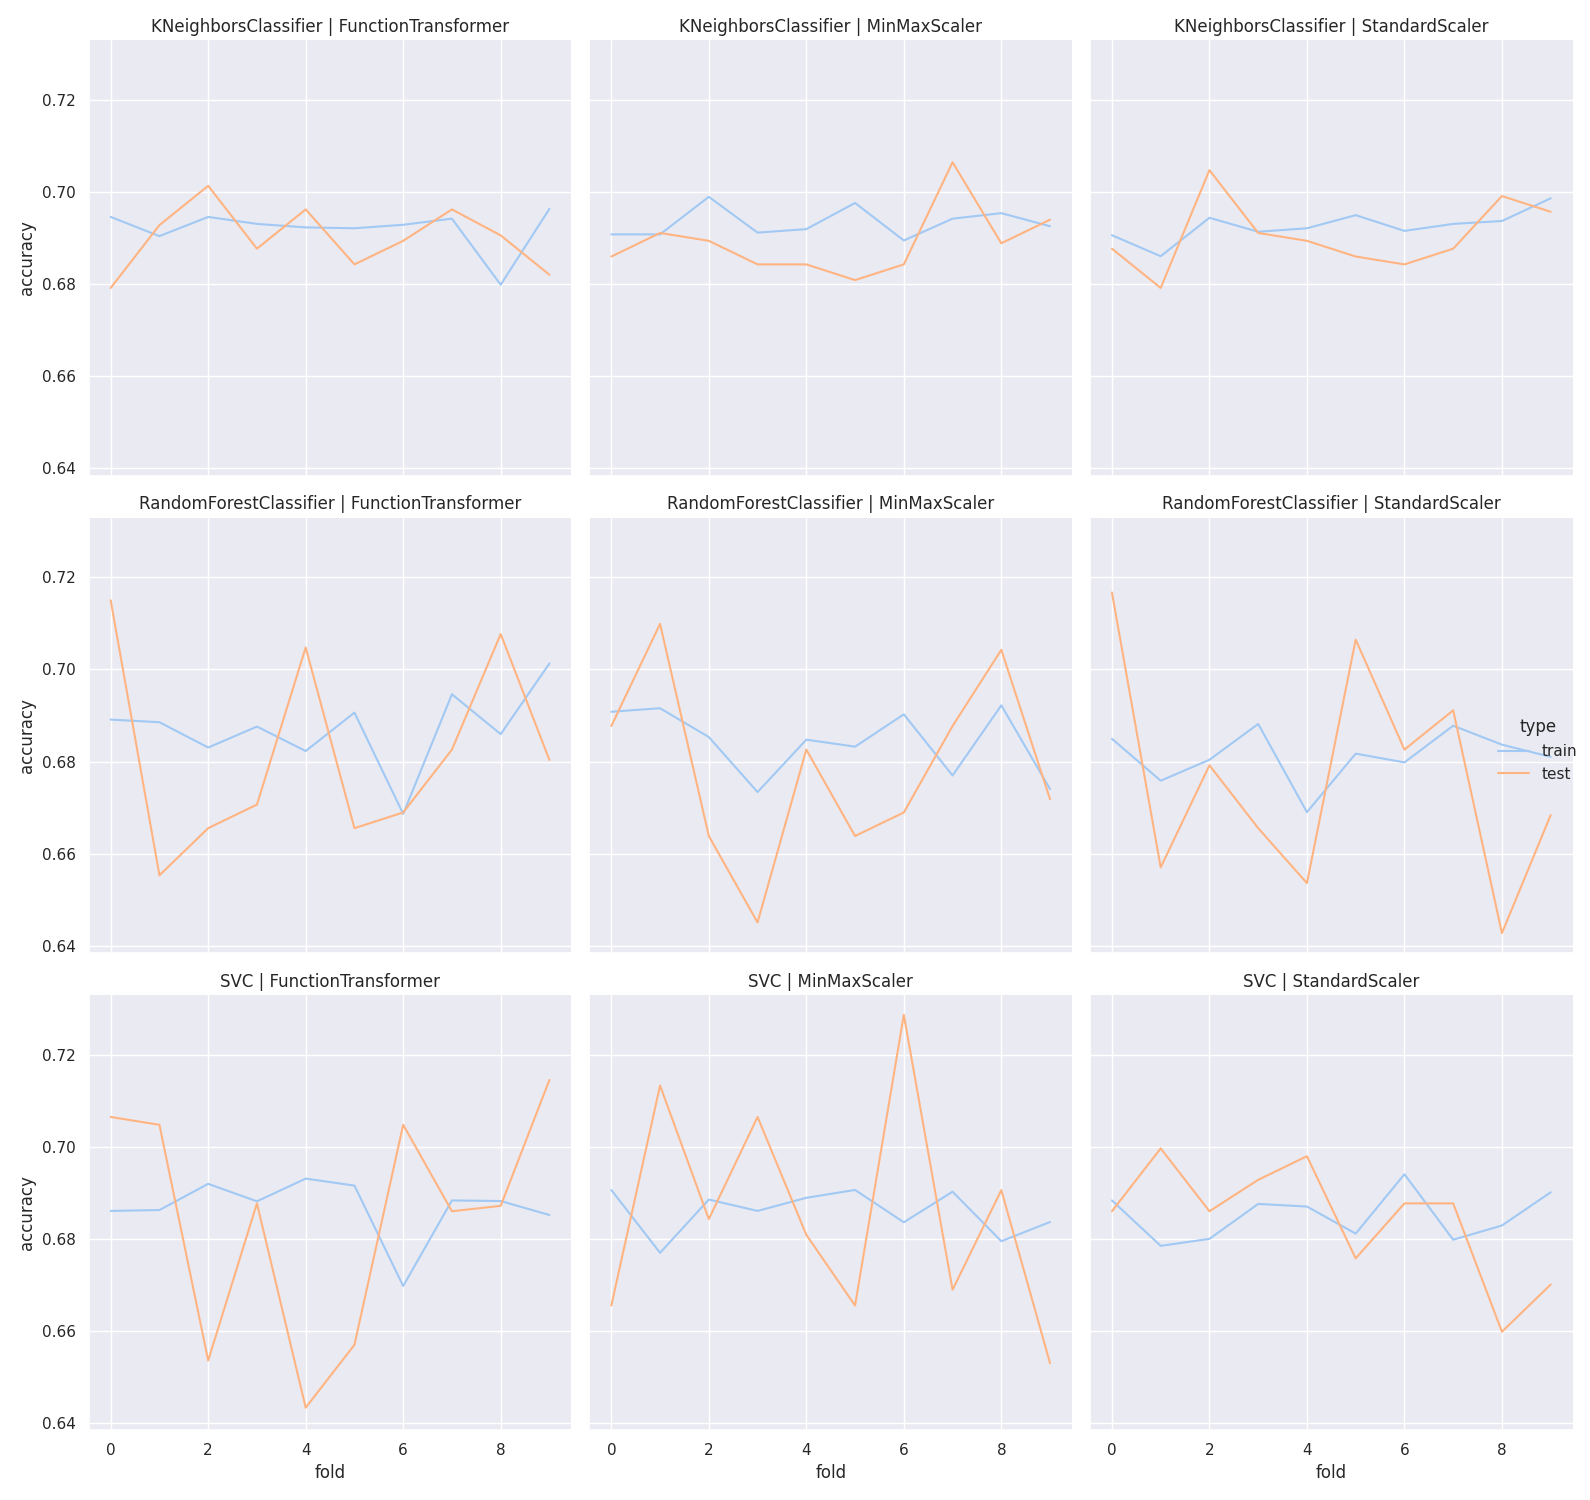 KNeighborsClassifier | FunctionTransformer
KNeighborsClassifier | MinMaxScaler
KNeighborsClassifier | StandardScaler
0.72
0.70
0.68
0.66
0.64
accuracy
RandomForestClassifier | FunctionTransformer
RandomForestClassifier | MinMaxScaler
RandomForestClassifier | StandardScaler
0.72
0.70
0.68
0.66
0.64
accuracy
type
train
test
SVC | FunctionTransformer
SVC | MinMaxScaler
SVC | StandardScaler
0.72
0.70
0.68
0.66
0.64
accuracy
0 2 4 6 8
0 2 4 6 8
0 2 4 6 8
fold
fold
fold